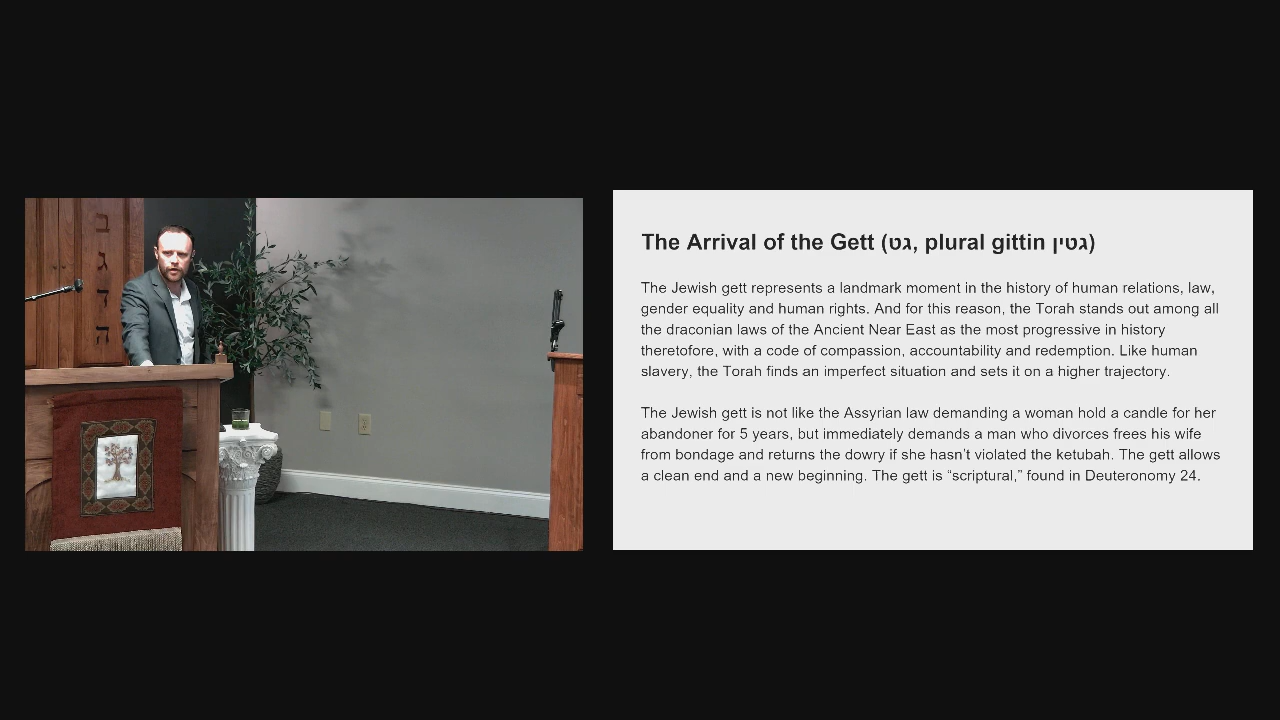 ב
ג
ד
ה
The Arrival of the Gett (גט, plural gittin גטין)
The Jewish gett represents a landmark moment in the history of human relations, law,
gender equality and human rights. And for this reason, the Torah stands out among all
the draconian laws of the Ancient Near East as the most progressive in history
theretofore, with a code of compassion, accountability and redemption. Like human
slavery, the Torah finds an imperfect situation and sets it on a higher trajectory.
The Jewish gett is not like the Assyrian law demanding a woman hold a candle for her
abandoner for 5 years, but immediately demands a man who divorces frees his wife
from bondage and returns the dowry if she hasn’t violated the ketubah. The gett allows
a clean end and a new beginning. The gett is “scriptural,” found in Deuteronomy 24.